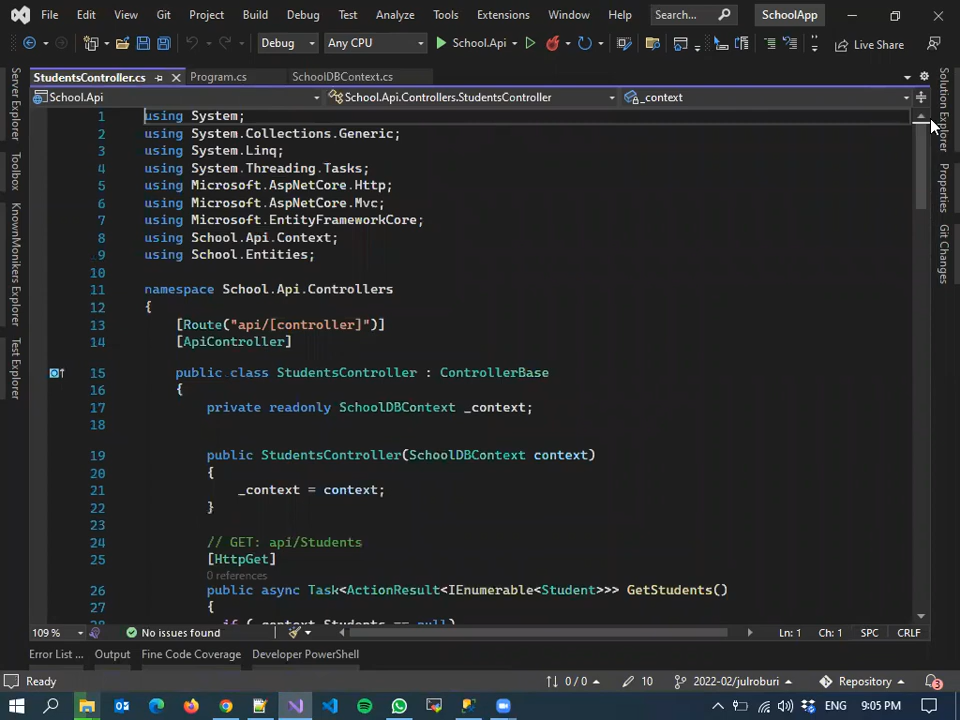 File Edit View Git Project Build Debug Test Analyze Tools Extensions Window Help Search... SchoolApp
Debug Any CPU School.Api Live Share
StudentsController.cs Program.cs SchoolDBContext.cs
School.Api School.Api.Controllers.StudentsController _context
Server Explorer
Toolbox
KnownMonikers Explorer
Test Explorer
1 using System;
2 using System.Collections.Generic;
3 using System.Linq;
4 using System.Threading.Tasks;
5 using Microsoft.AspNetCore.Http;
6 using Microsoft.AspNetCore.Mvc;
7 using Microsoft.EntityFrameworkCore;
8 using School.Api.Context;
9 using School.Entities;
10
11 namespace School.Api.Controllers
12 {
13 [Route("api/[controller]")]
14 [ApiController]
15 public class StudentsController : ControllerBase
16 {
17 private readonly SchoolDBContext _context;
18
19 public StudentsController(SchoolDBContext context)
20 {
21 _context = context;
22 }
23
24 // GET: api/Students
25 [HttpGet]
0 references
26 public async Task<ActionResult<IEnumerable<Student>>> GetStudents()
27 {
28 if (_context.Students == null)
Solution Explorer
Properties
Git Changes
109 % No issues found Ln: 1 Ch: 1 SPC CRLF
Error List ... Output Fine Code Coverage Developer PowerShell
Ready 0 / 0 10 2022-02/julroburi Repository 3
ENG 9:05 PM